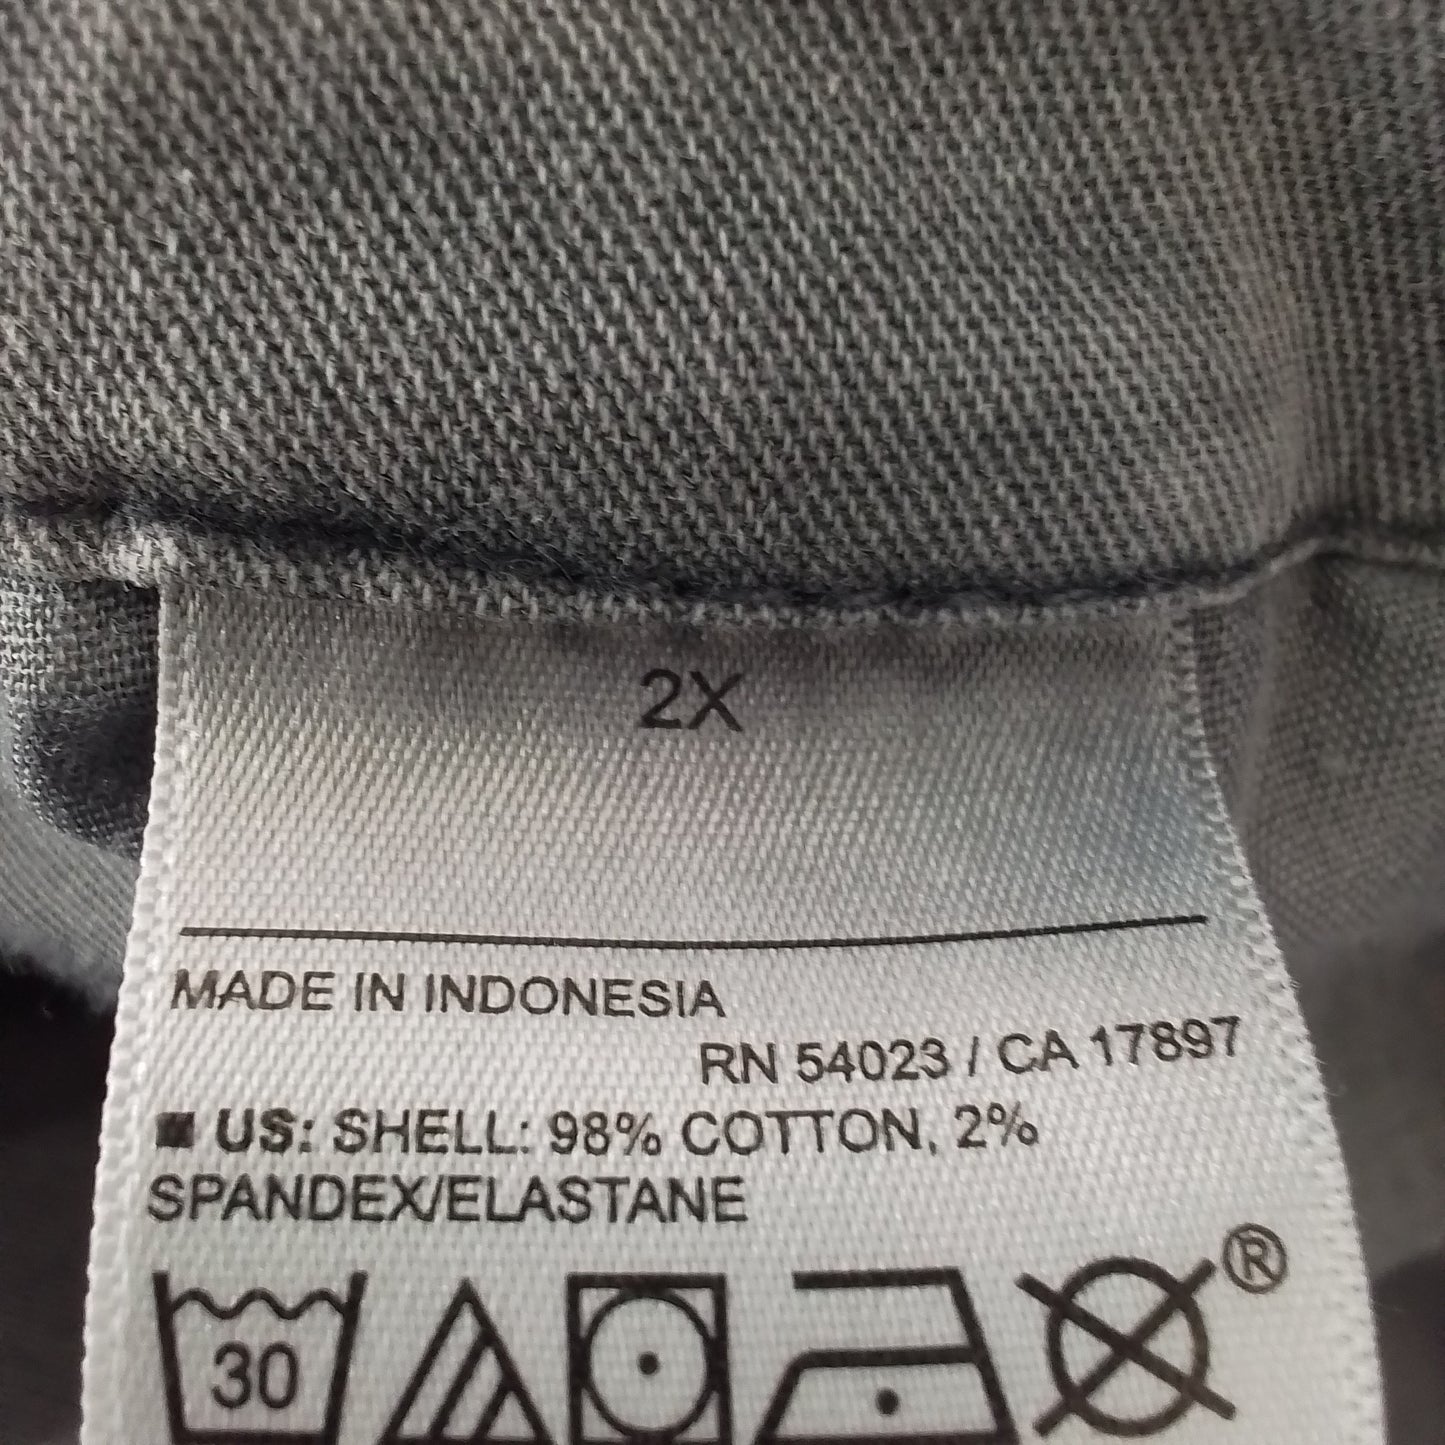 2X
MADE IN INDONESIA
RN 54023 / CA 17897
■ US: SHELL: 98% COTTON, 2%
SPANDEX/ELASTANE
30
®